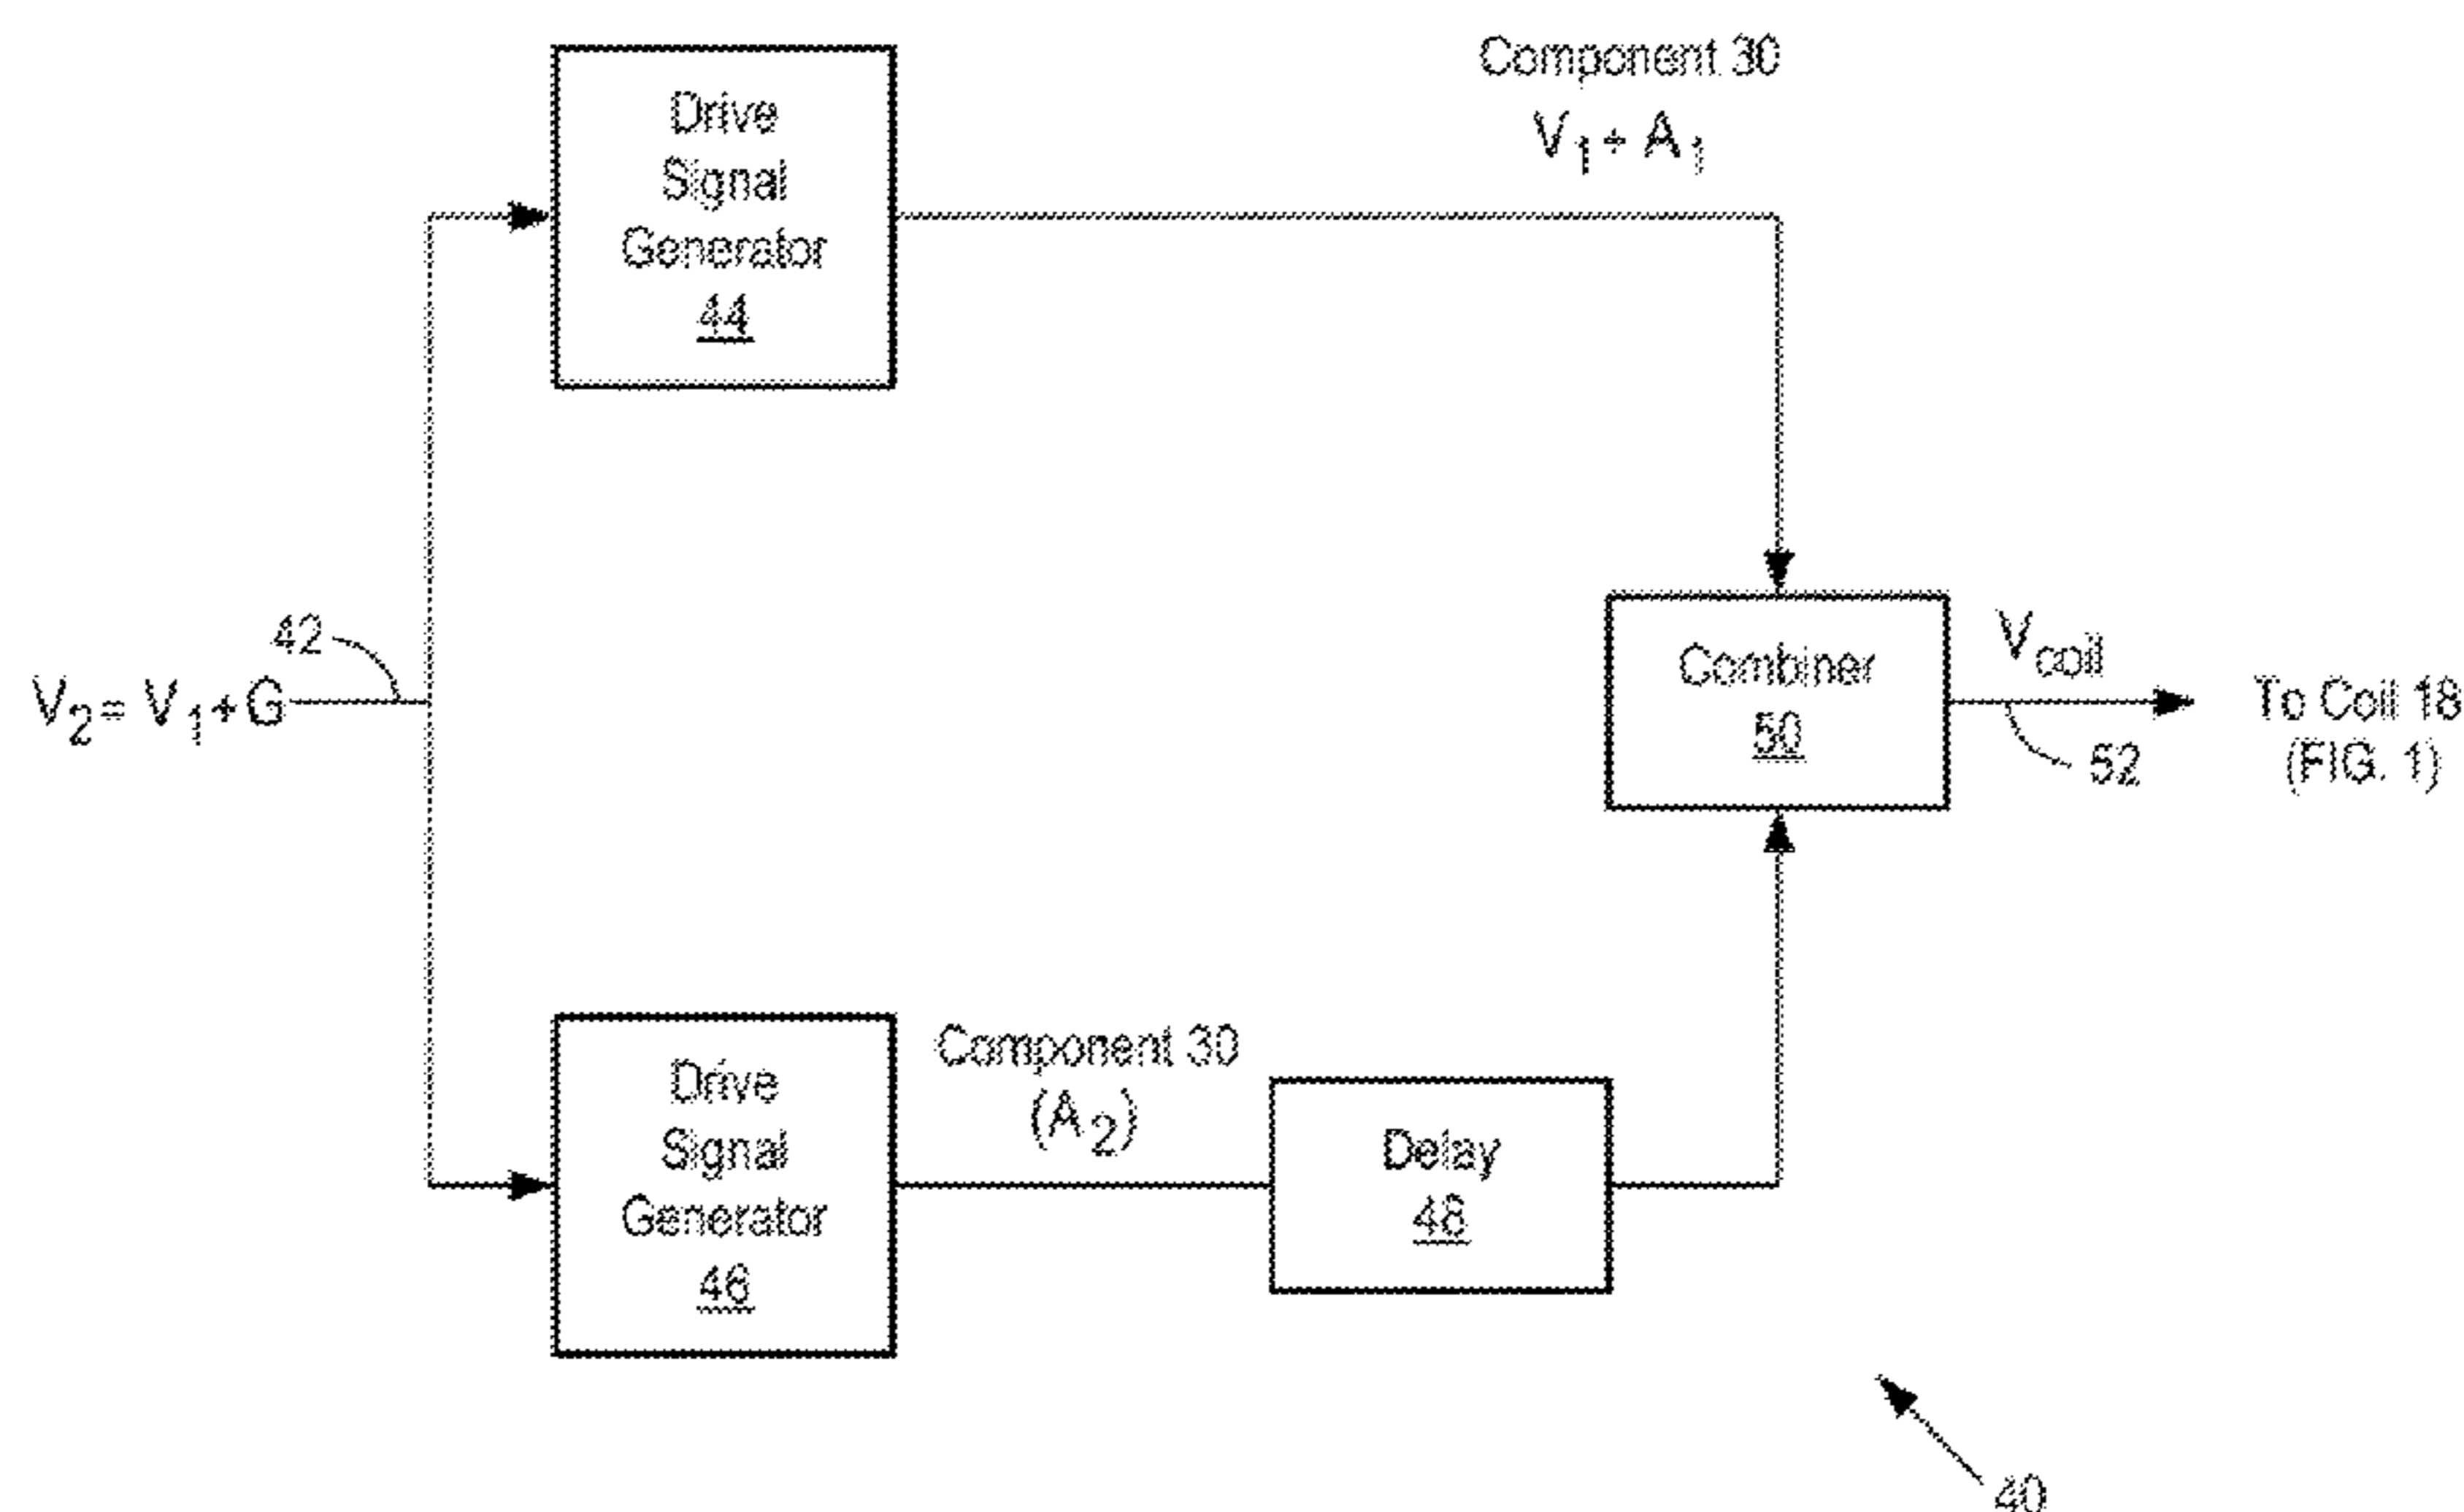 Drive
Signal
Generator
44
Component 30
V₁ + A₁
42
V₂ = V₁ + G
Combiner
50
V_coil
To Coil 18
(FIG. 1)
52
Drive
Signal
Generator
46
Component 30
(A₂)
Delay
48
40